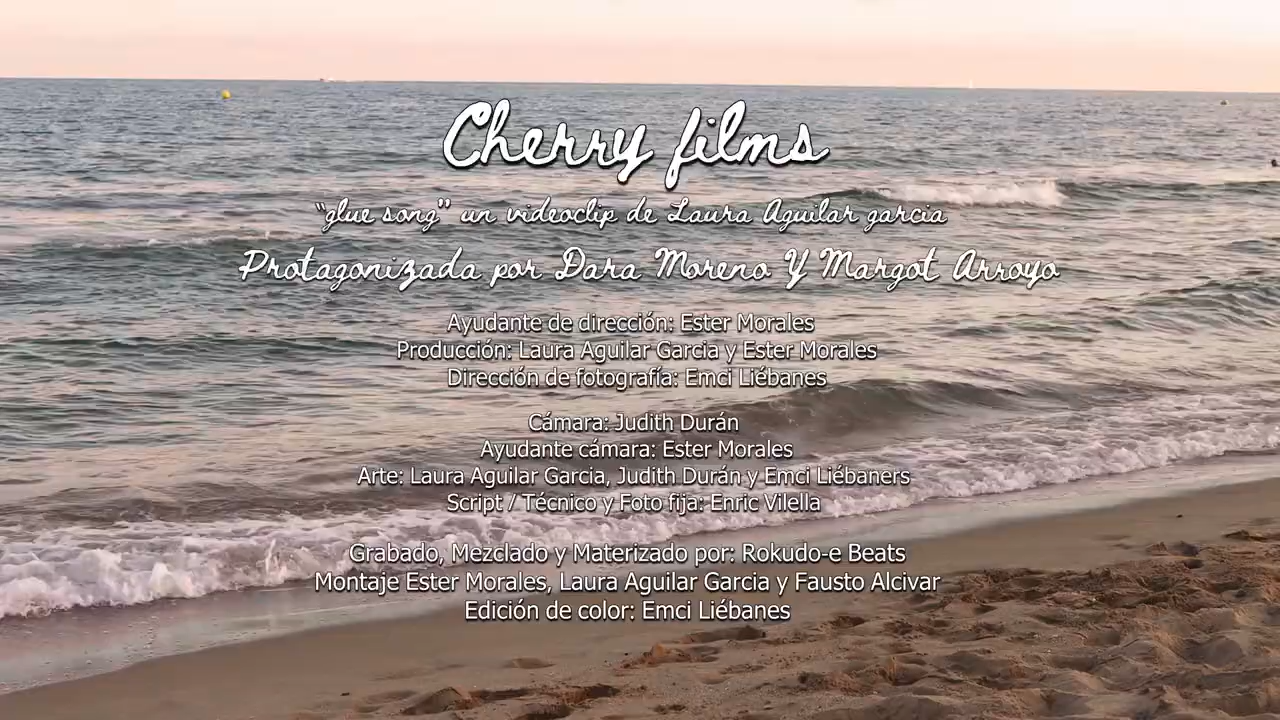 Cherry films
"glue song" un videoclip de Laura Aguilar garcia
Protagonizada por Dara Moreno Y Margot Arroyo
Ayudante de dirección: Ester Morales
Producción: Laura Aguilar Garcia y Ester Morales
Dirección de fotografía: Emci Liébanes
Cámara: Judith Durán
Ayudante cámara: Ester Morales
Arte: Laura Aguilar Garcia, Judith Durán y Emci Liébaners
Script / Técnico y Foto fija: Enric Vilella
Grabado, Mezclado y Materizado por: Rokudo-e Beats
Montaje Ester Morales, Laura Aguilar Garcia y Fausto Alcivar
Edición de color: Emci Liébanes